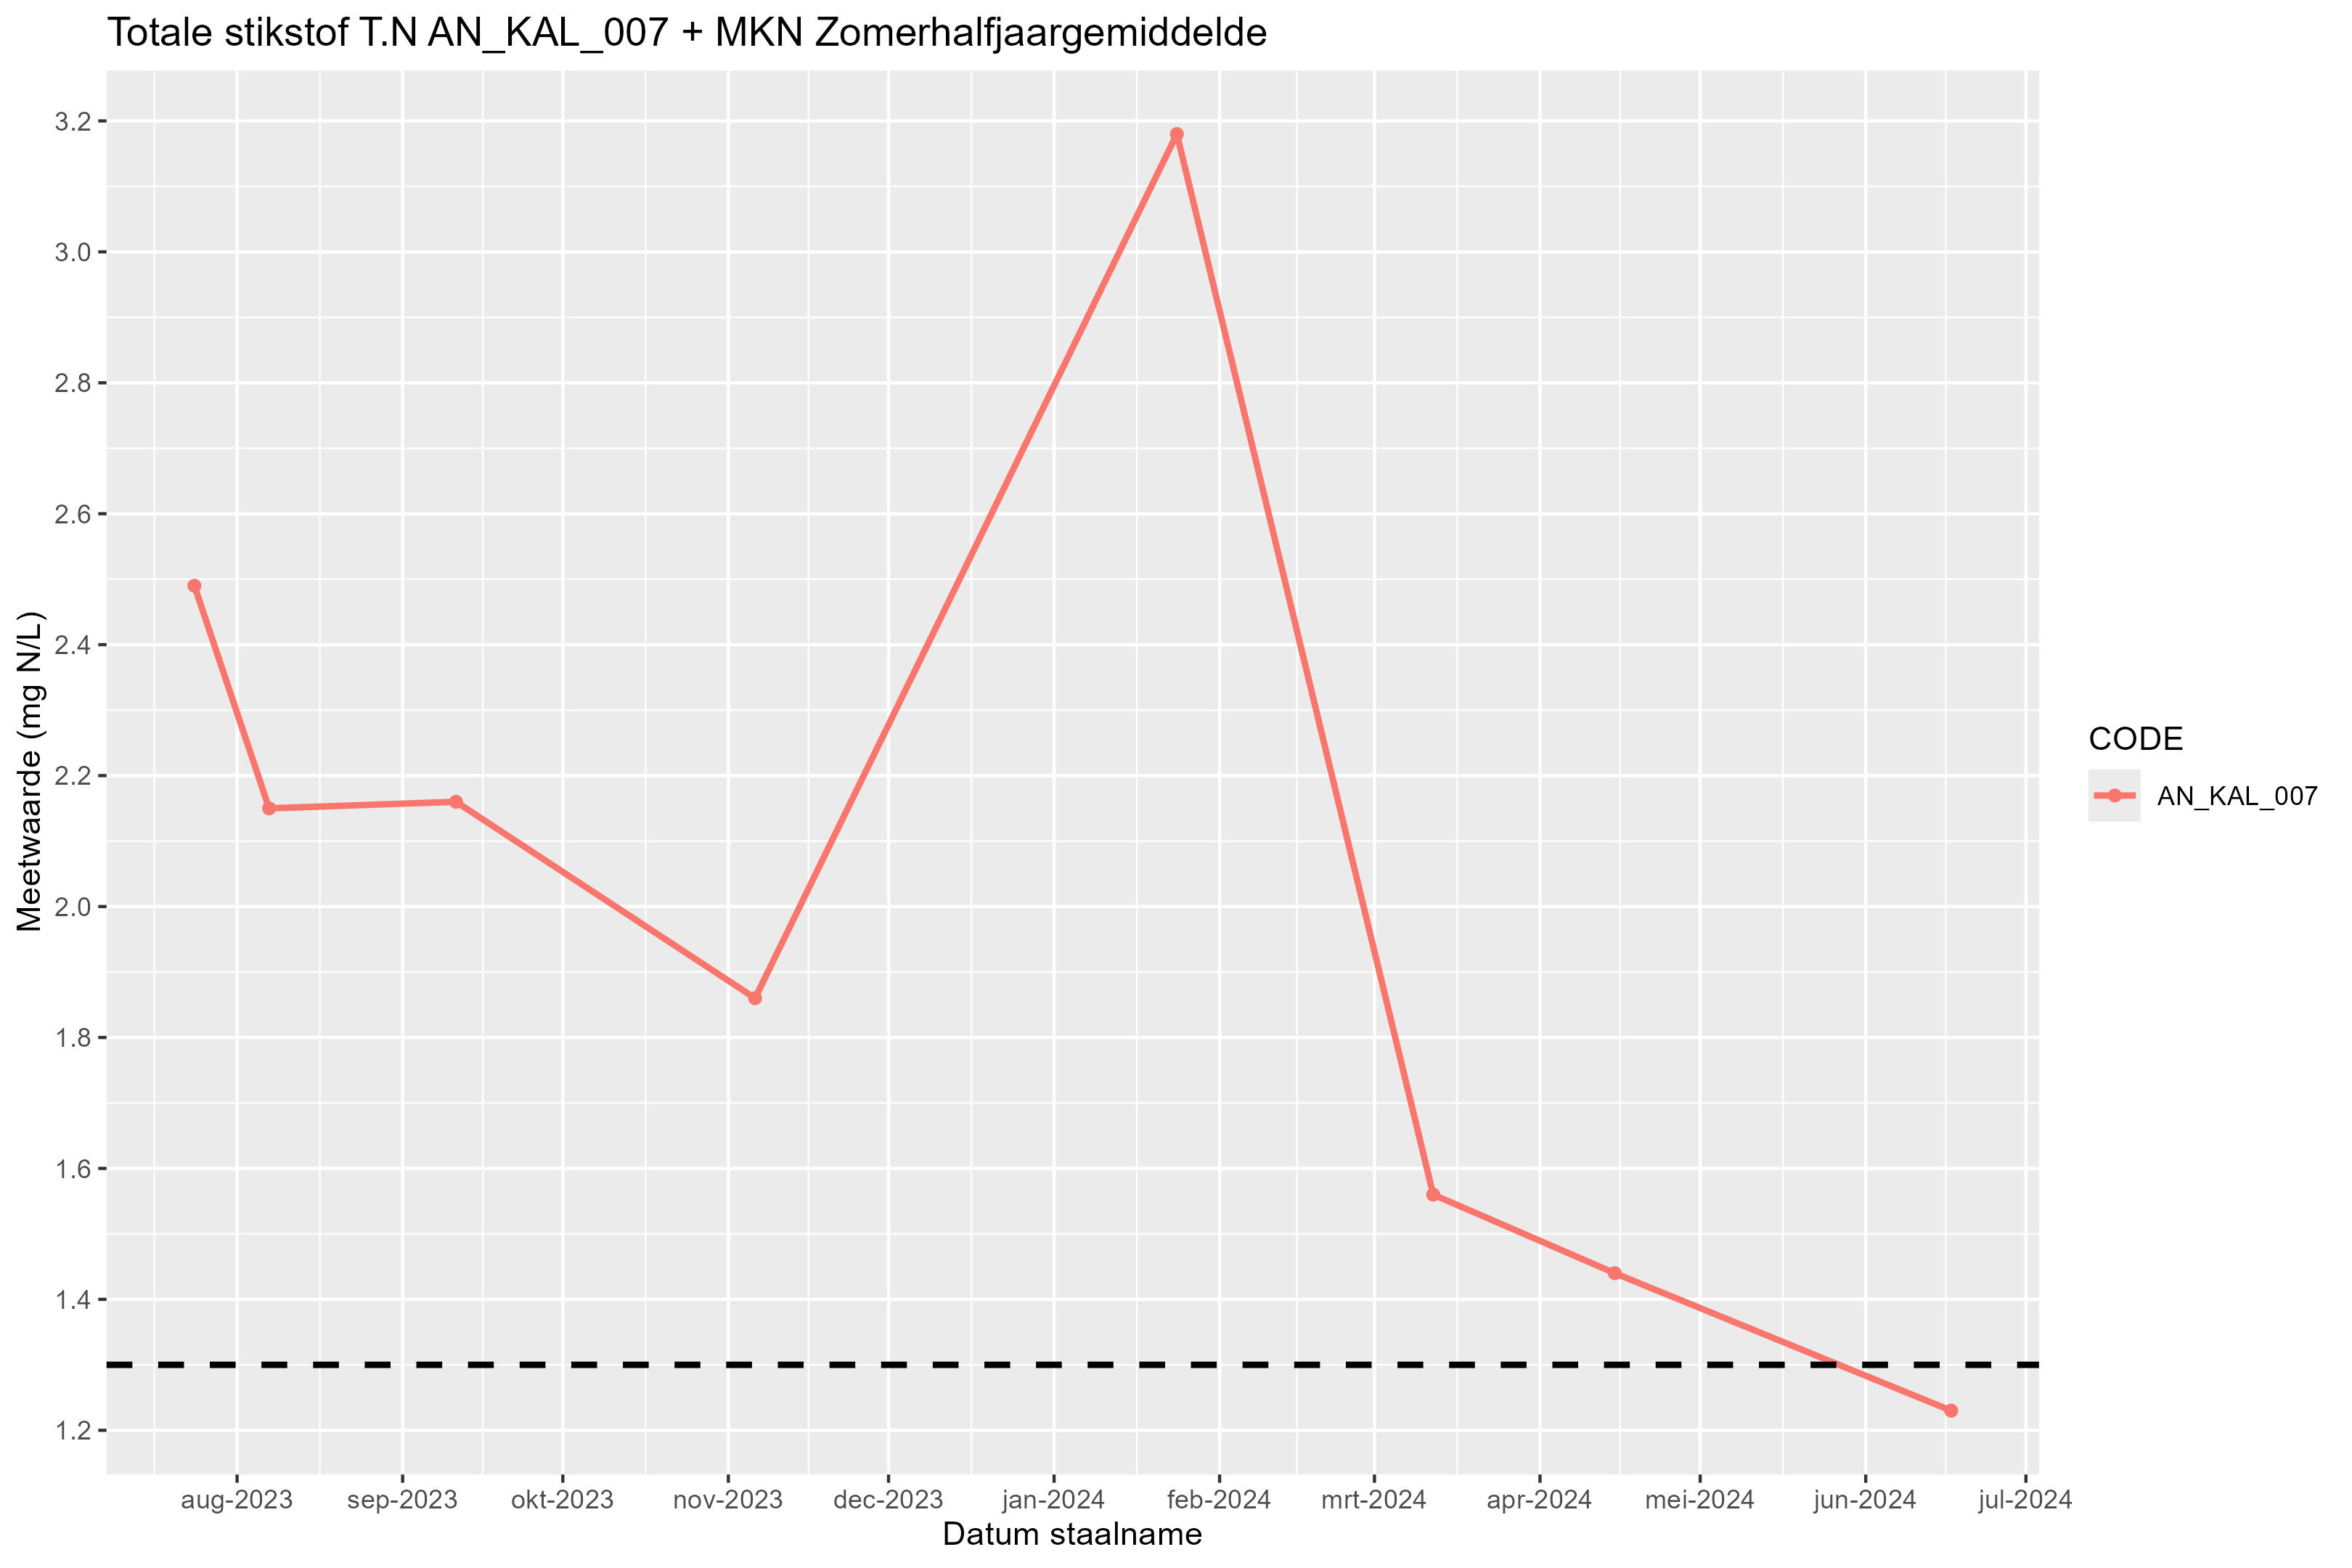 Totale stikstof T.N AN_KAL_007 + MKN Zomerhalfjaargemiddelde
Meetwaarde (mg N/L)
3.2
3.0
2.8
2.6
2.4
2.2
2.0
1.8
1.6
1.4
1.2
aug-2023 sep-2023 okt-2023 nov-2023 dec-2023 jan-2024 feb-2024 mrt-2024 apr-2024 mei-2024 jun-2024 jul-2024
Datum staalname
CODE
AN_KAL_007